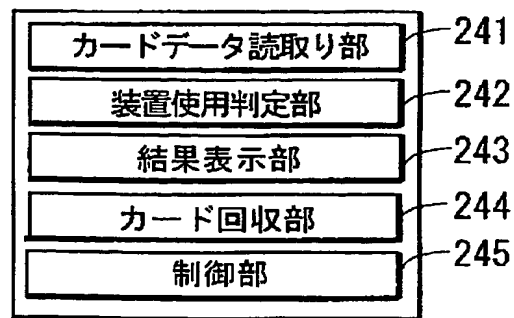 カードデータ読取り部 241
装置使用判定部 242
結果表示部 243
カード回収部 244
制御部 245